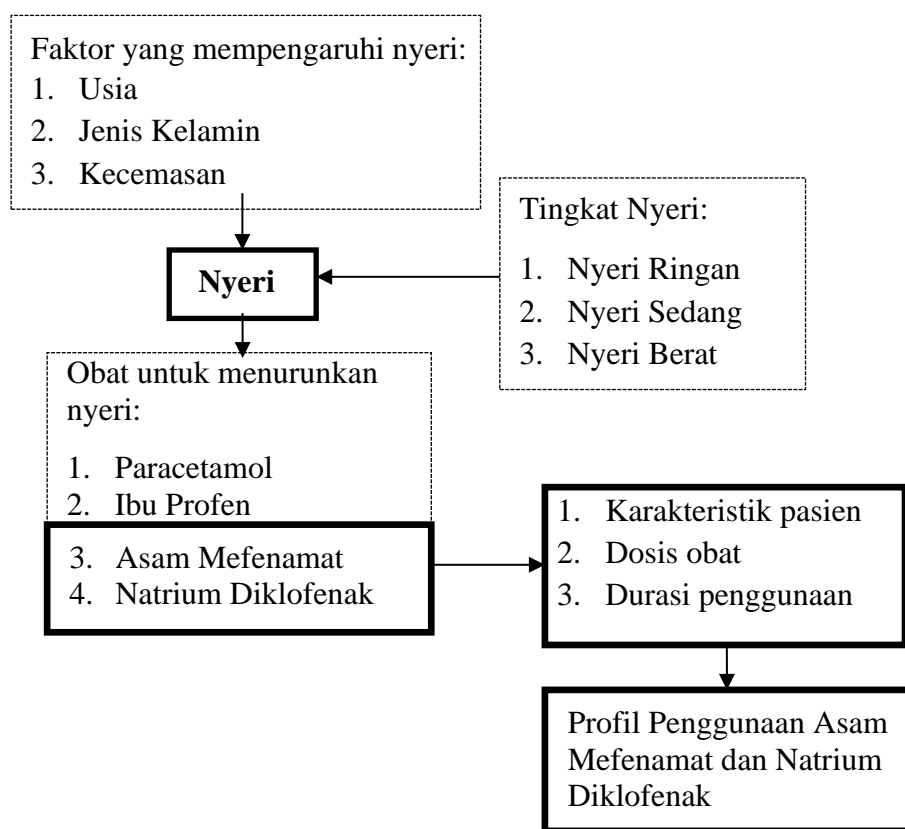 Faktor yang mempengaruhi nyeri:
1. Usia
2. Jenis Kelamin
3. Kecemasan
Tingkat Nyeri:
1. Nyeri Ringan
2. Nyeri Sedang
3. Nyeri Berat
Nyeri
Obat untuk menurunkan
nyeri:
1. Paracetamol
2. Ibu Profen
3. Asam Mefenamat
4. Natrium Diklofenak
1. Karakteristik pasien
2. Dosis obat
3. Durasi penggunaan
Profil Penggunaan Asam
Mefenamat dan Natrium
Diklofenak